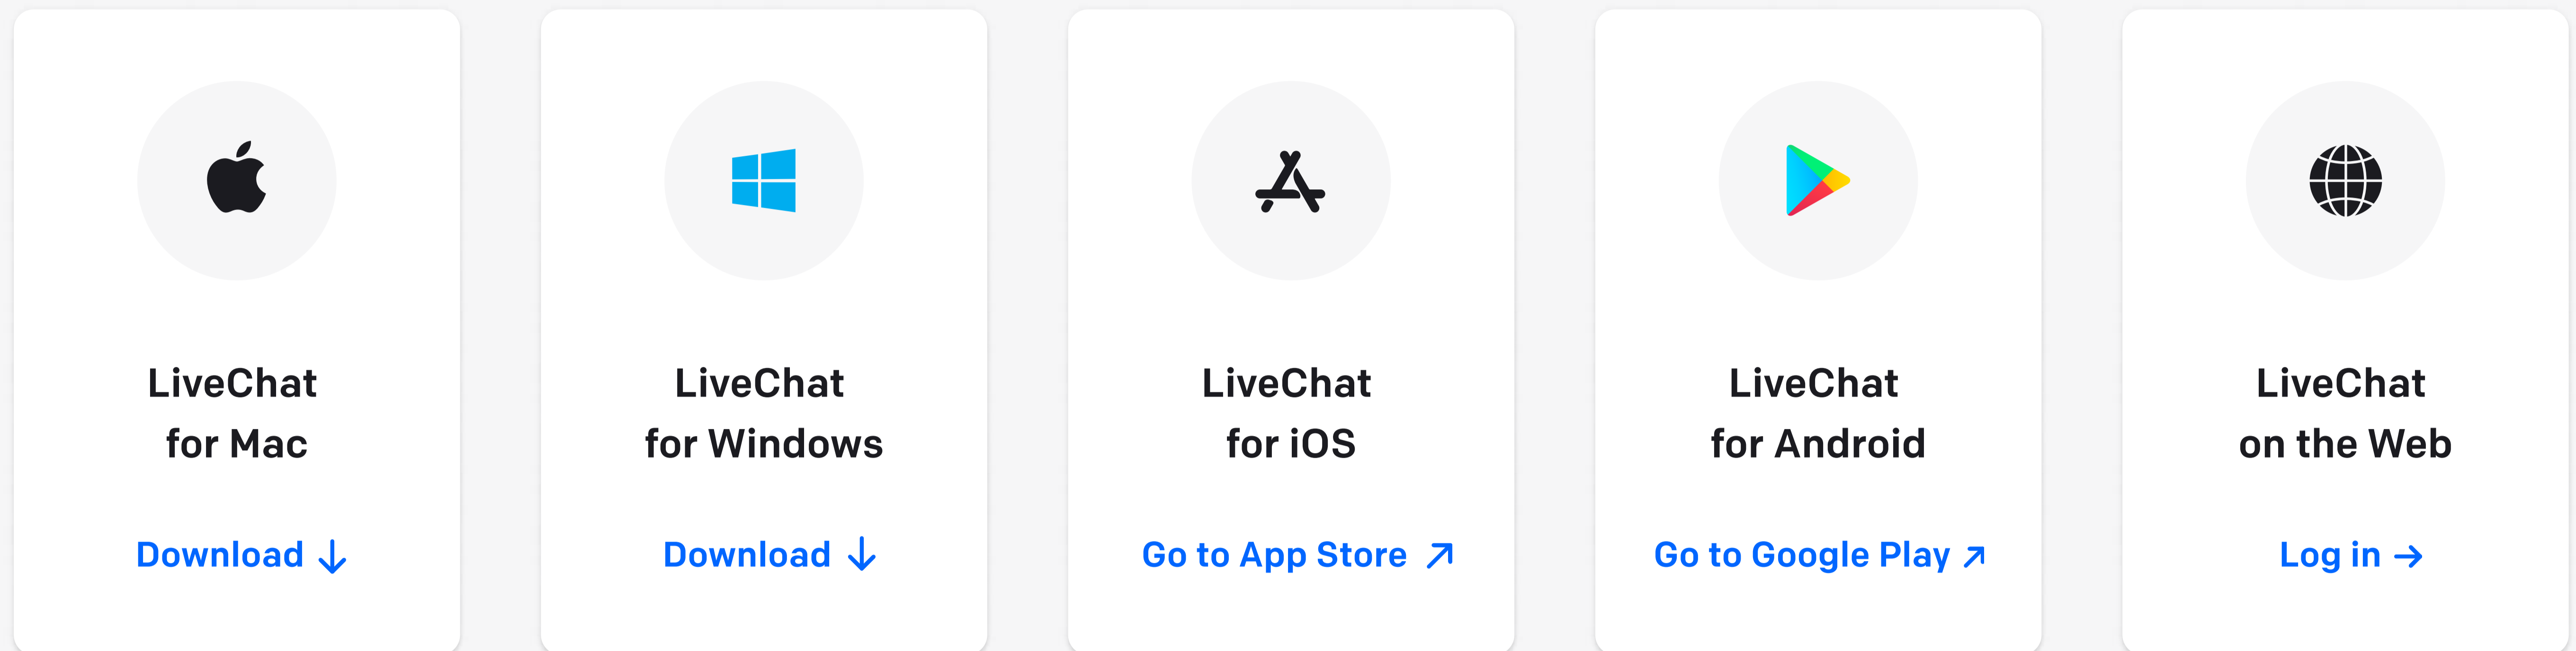 LiveChat
for Mac
Download
LiveChat
for Windows
Download
LiveChat
for iOS
Go to App Store
LiveChat
for Android
Go to Google Play
LiveChat
on the Web
Log in